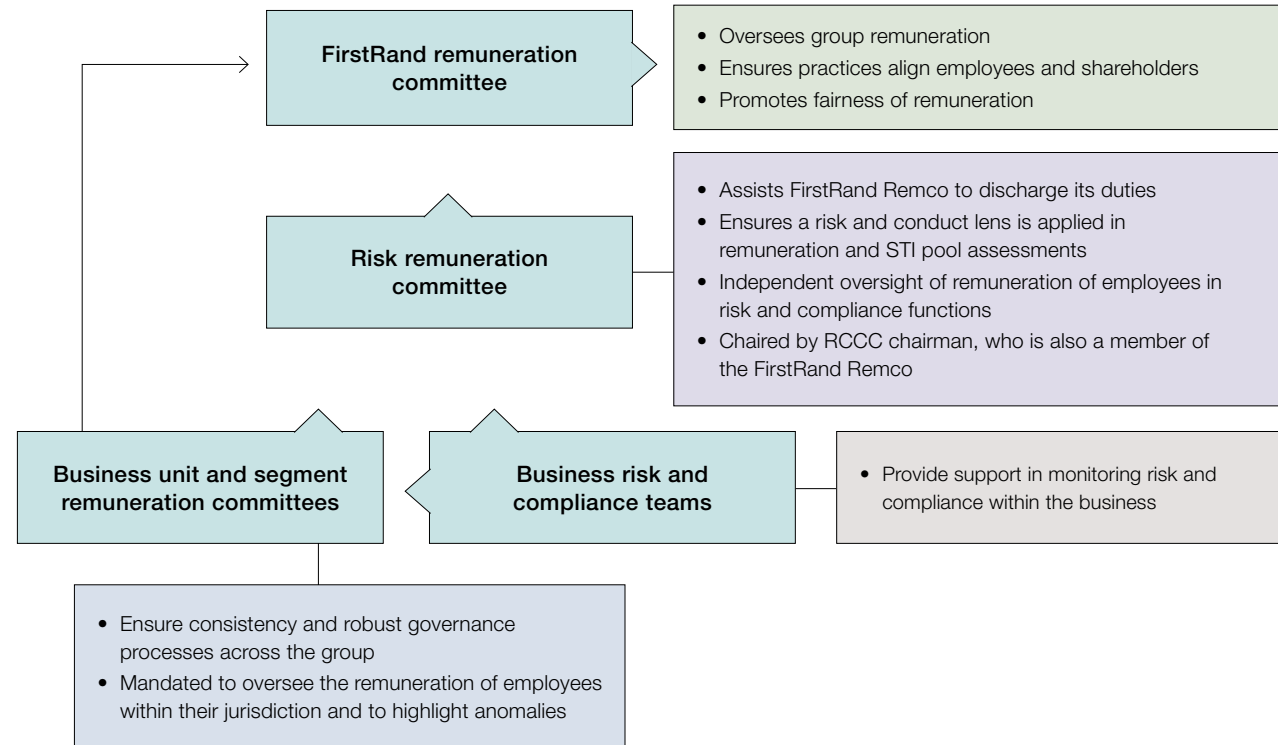 FirstRand remuneration
committee
• Oversees group remuneration
• Ensures practices align employees and shareholders
• Promotes fairness of remuneration
Risk remuneration
committee
• Assists FirstRand Remco to discharge its duties
• Ensures a risk and conduct lens is applied in
remuneration and STI pool assessments
• Independent oversight of remuneration of employees in
risk and compliance functions
• Chaired by RCCC chairman, who is also a member of
the FirstRand Remco
Business unit and segment
remuneration committees
Business risk and
compliance teams
• Provide support in monitoring risk and
compliance within the business
• Ensure consistency and robust governance
processes across the group
• Mandated to oversee the remuneration of employees
within their jurisdiction and to highlight anomalies